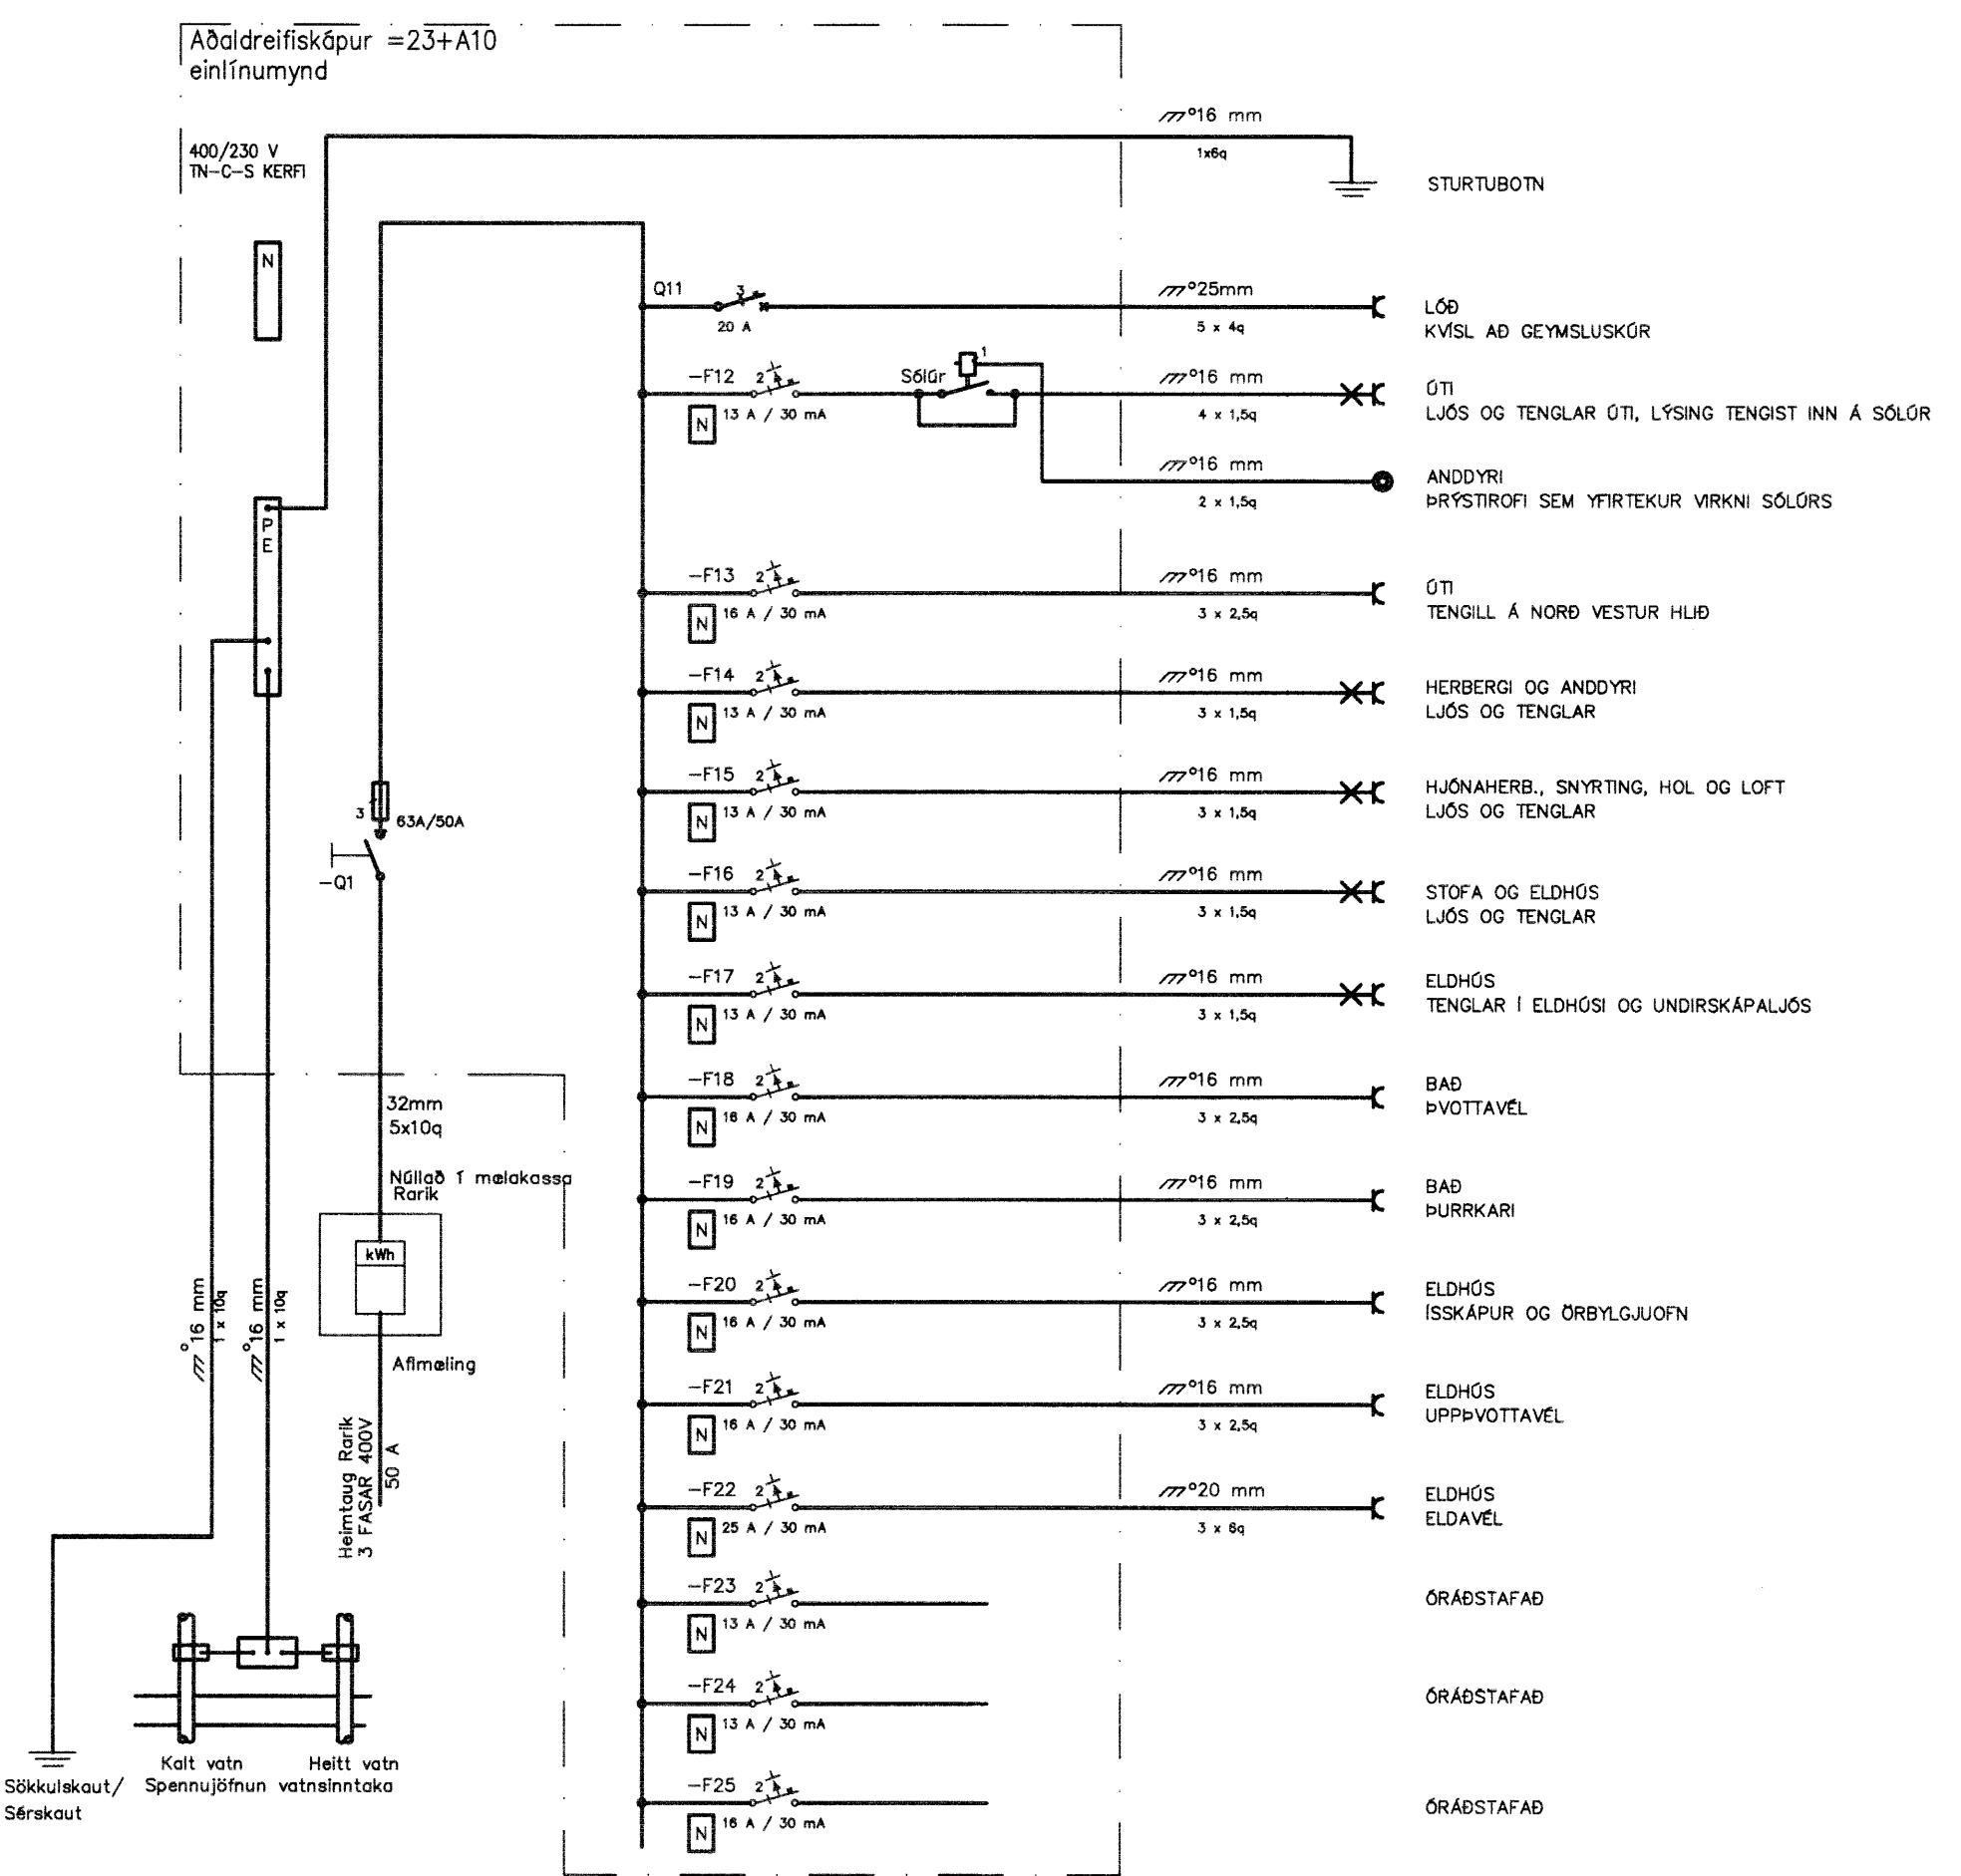 Aðaldreifiskápur =23+A10
einlínumynd
400/230 V
TN-C-S KERFI
16 mm
1x6q
STURTUBOTN
N
Q11
3
20 A
25mm
5 x 4q
LÓÐ
KVÍSL AÐ GEYMSLUSKÚR
-F12
2
N
13 A / 30 mA
Sólúr
1
16 mm
4 x 1,5q
ÚTI
LJÓS OG TENGLAR ÚTI, LÝSING TENGIST INN Á SÓLÚR
16 mm
2 x 1,5q
ANDDYRI
ÞRÝSTIROFI SEM YFIRTEKUR VIRKNI SÓLÚRS
P
E
-F13
2
N
16 A / 30 mA
16 mm
3 x 2,5q
ÚTI
TENGILL Á NORÐ VESTUR HLIÐ
-F14
2
N
13 A / 30 mA
16 mm
3 x 1,5q
HERBERGI OG ANDDYRI
LJÓS OG TENGLAR
-F15
2
N
13 A / 30 mA
16 mm
3 x 1,5q
HJÓNAHERB., SNYRTING, HOL OG LOFT
LJÓS OG TENGLAR
3
63A/50A
-Q1
-F16
2
N
13 A / 30 mA
16 mm
3 x 1,5q
STOFA OG ELDHÚS
LJÓS OG TENGLAR
-F17
2
N
13 A / 30 mA
16 mm
3 x 1,5q
ELDHÚS
TENGLAR Í ELDHÚSI OG UNDIRSKÁPALJÓS
-F18
2
N
16 A / 30 mA
16 mm
3 x 2,5q
BAÐ
ÞVOTTAVÉL
32mm
5x10q
Núllað í mælakassa
Rarik
kWh
Aflmæling
-F19
2
N
16 A / 30 mA
16 mm
3 x 2,5q
BAÐ
ÞURRKARI
-F20
2
N
16 A / 30 mA
16 mm
3 x 2,5q
ELDHÚS
ÍSSKÁPUR OG ÖRBYLGJUOFN
16 mm
1 x 10q
16 mm
1 x 10q
-F21
2
N
16 A / 30 mA
16 mm
3 x 2,5q
ELDHÚS
UPPÞVOTTAVÉL
Heimtaug Rarik
3 FASAR 400V
50 A
-F22
2
N
25 A / 30 mA
20 mm
3 x 6q
ELDHÚS
ELDAVÉL
-F23
2
N
13 A / 30 mA
ÓRÁÐSTAFAÐ
-F24
2
N
13 A / 30 mA
ÓRÁÐSTAFAÐ
-F25
2
N
16 A / 30 mA
ÓRÁÐSTAFAÐ
Kalt vatn
Heitt vatn
Spennujöfnun vatnsinntaka
Sökkulskaut/
Sérskaut